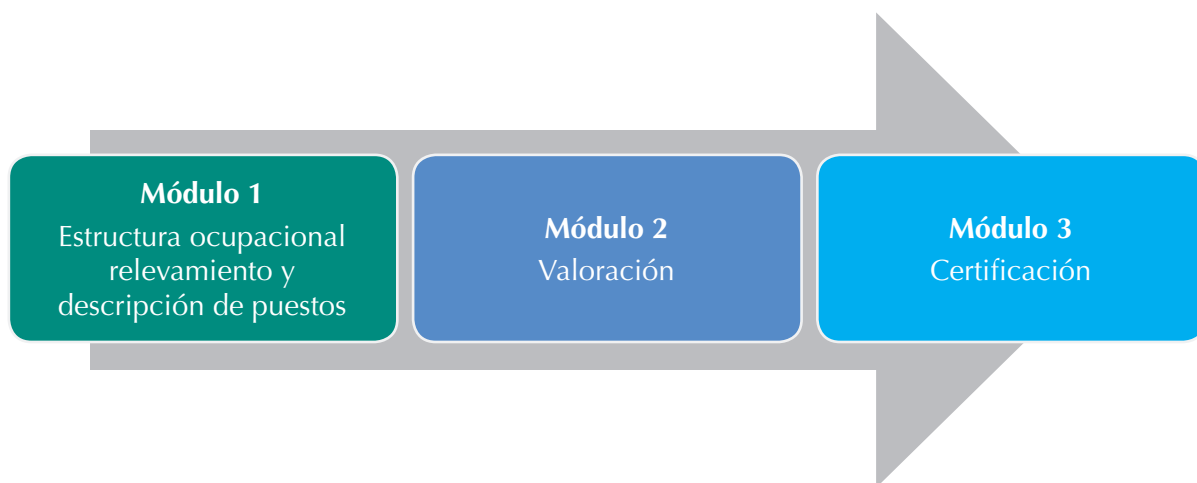 Módulo 1
Estructura ocupacional
relevamiento y
descripción de puestos
Módulo 2
Valoración
Módulo 3
Certificación